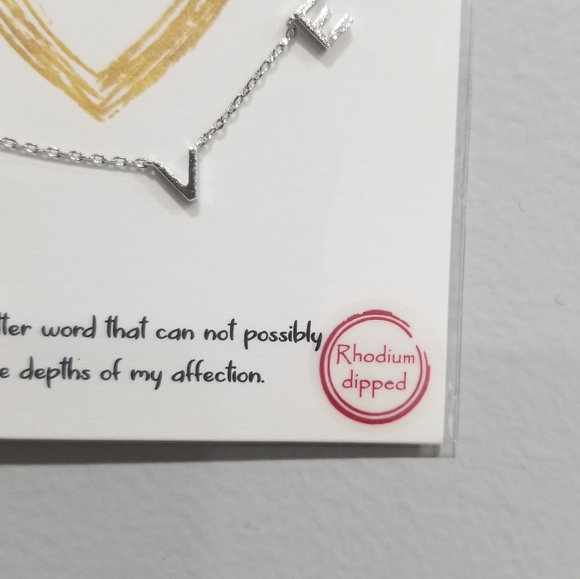 E
V
word that can not possibly
depths of my affection.
Rhodium
dipped